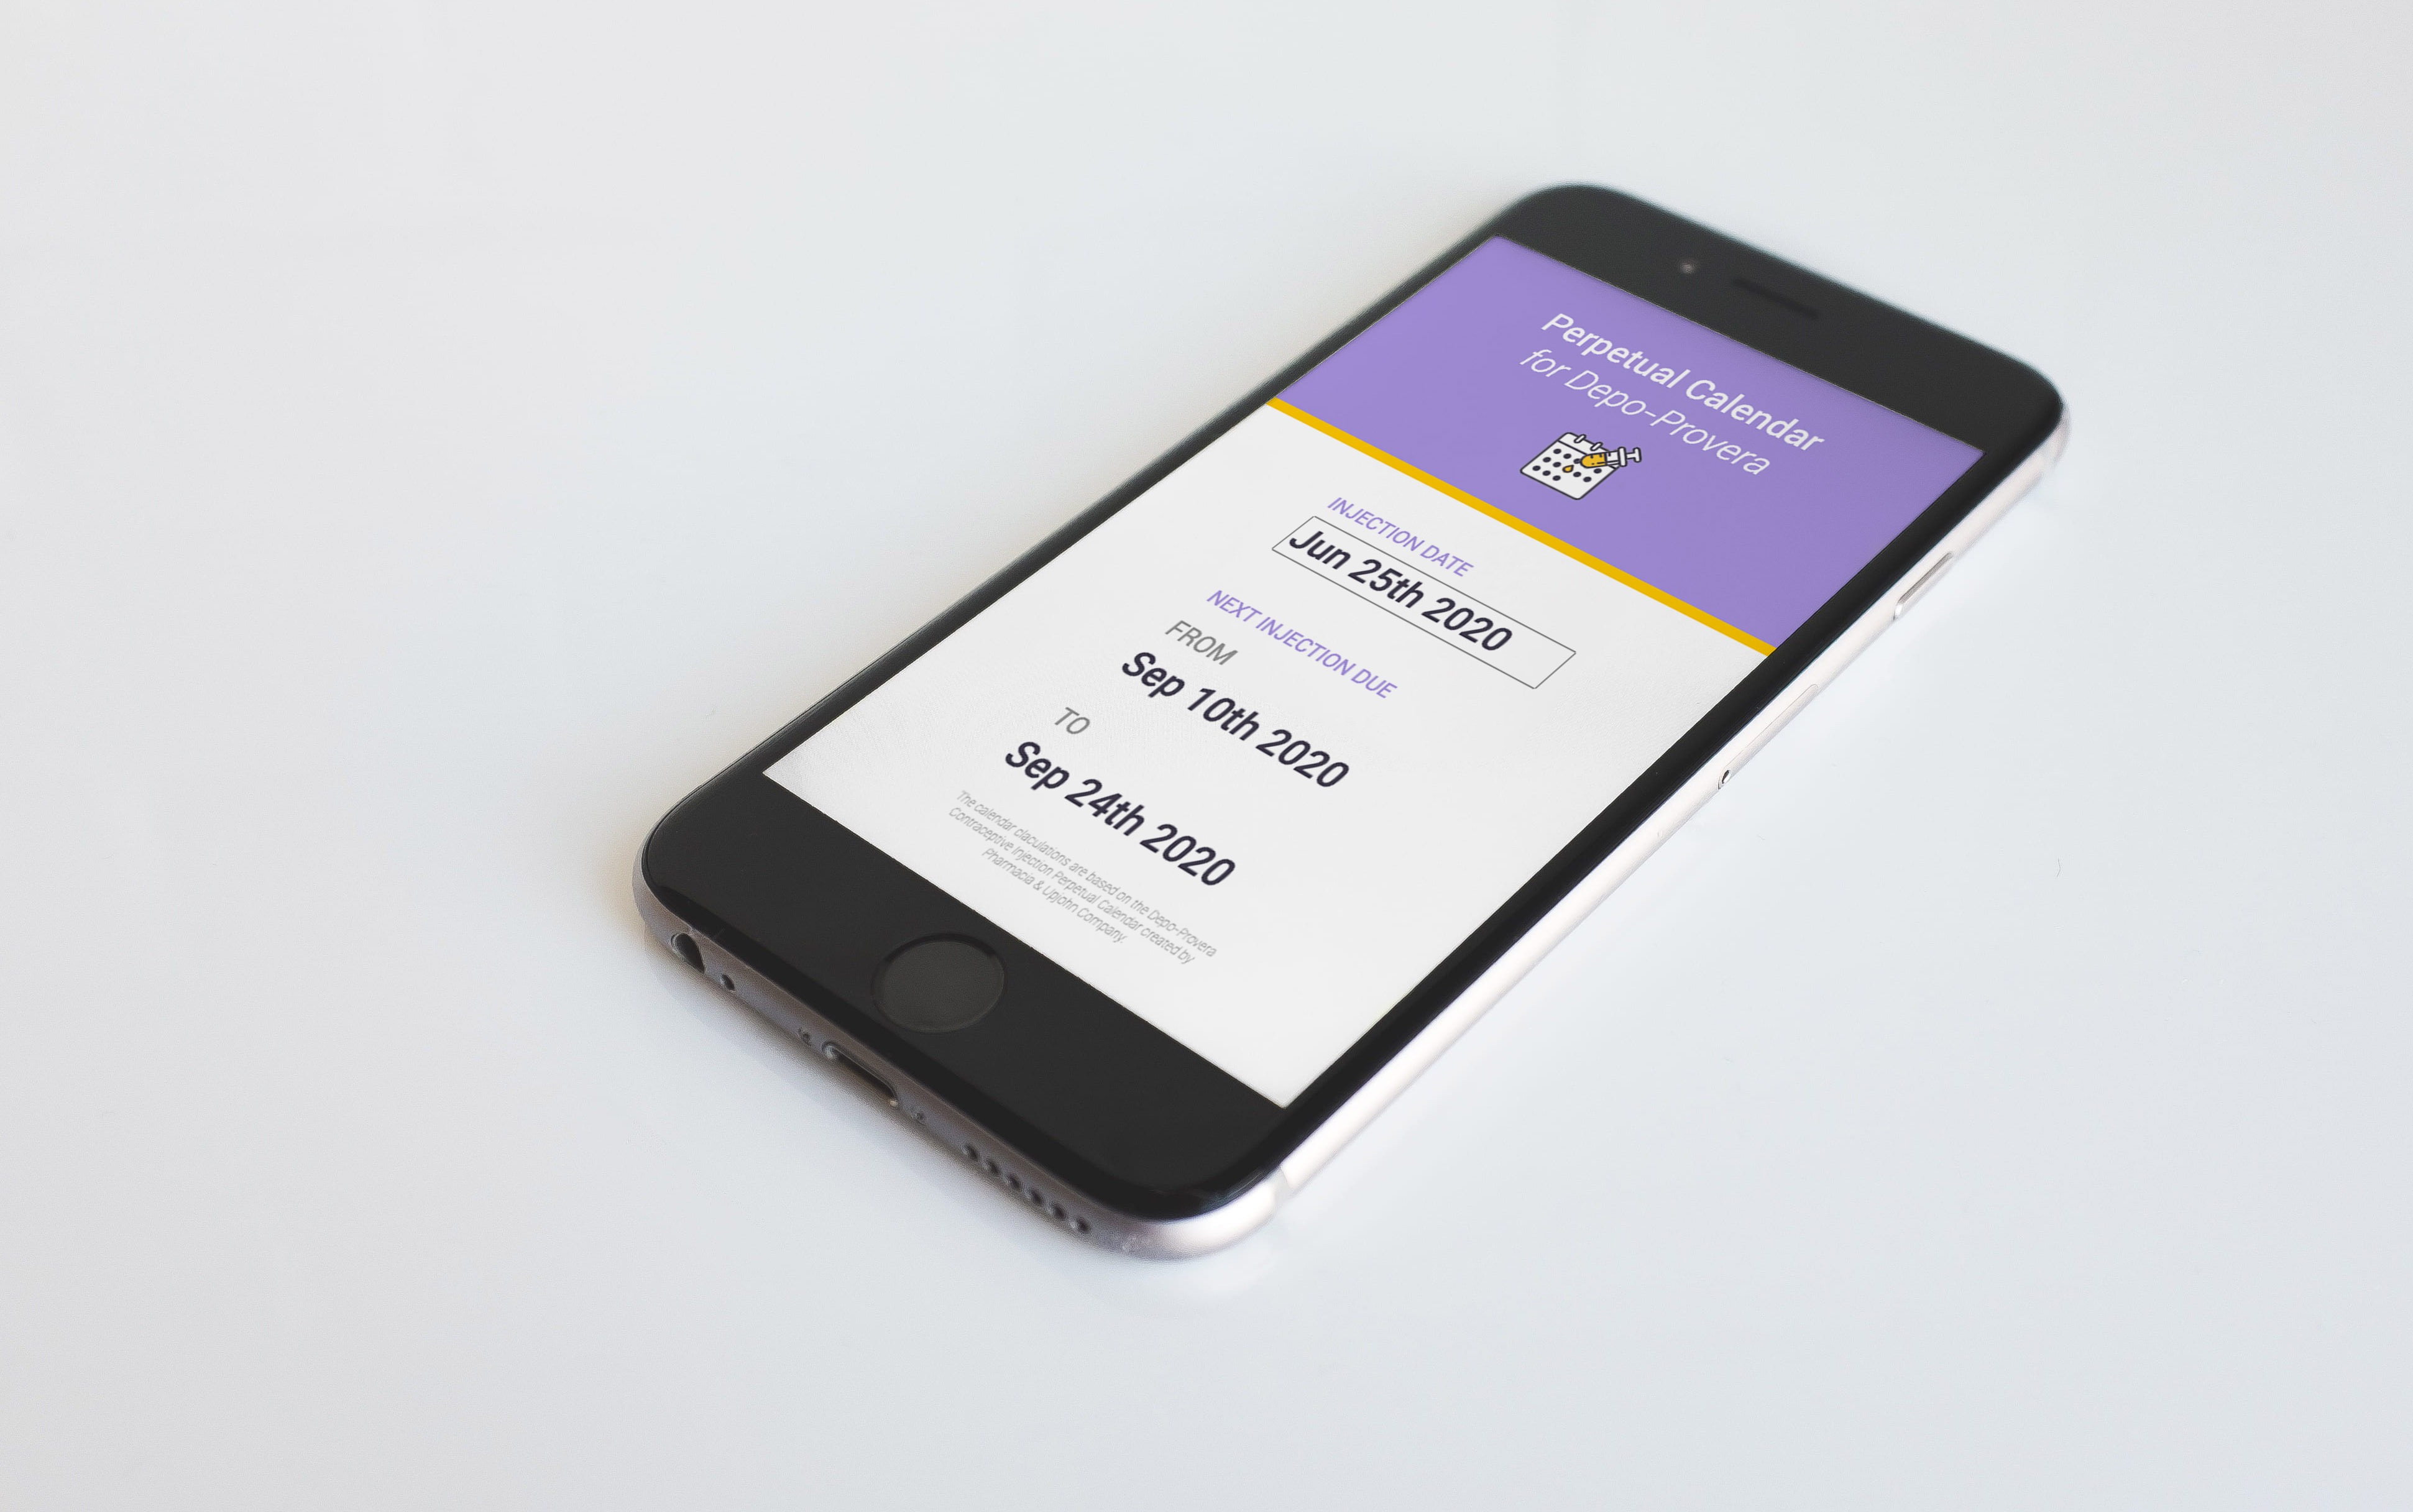 Perpetual Calendar
for Depo-Provera
INJECTION DATE
Jun 25th 2020
NEXT INJECTION DUE
FROM
Sep 10th 2020
TO
Sep 24th 2020
The calendar claculations are based on the Depo-Provera
Contraceptive Injection Perpetual Calendar created by
Pharmacia & Upjohn Company.